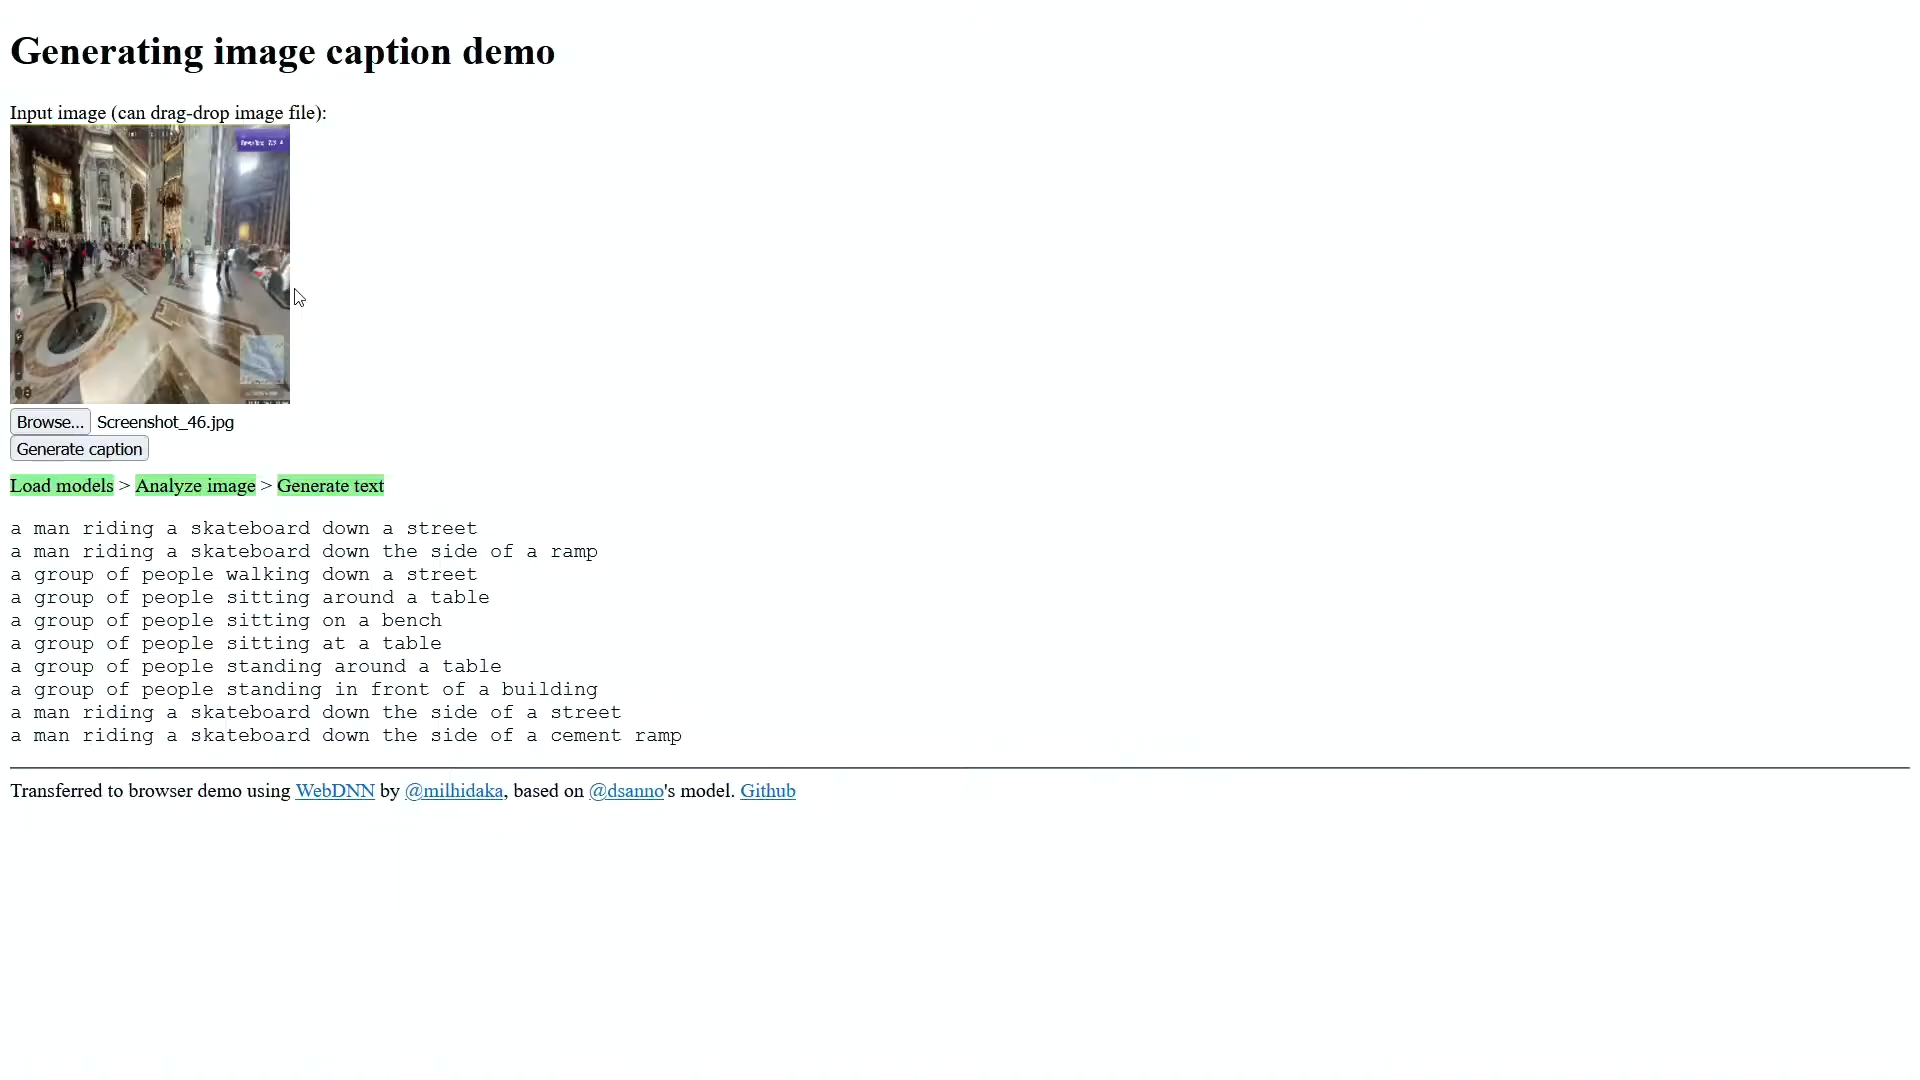 Generating image caption demo
Input image (can drag-drop image file):
Browse... Screenshot_46.jpg
Generate caption
Load models > Analyze image > Generate text
a man riding a skateboard down a street
a man riding a skateboard down the side of a ramp
a group of people walking down a street
a group of people sitting around a table
a group of people sitting on a bench
a group of people sitting at a table
a group of people standing around a table
a group of people standing in front of a building
a man riding a skateboard down the side of a street
a man riding a skateboard down the side of a cement ramp
Transferred to browser demo using WebDNN by @milhidaka, based on @dsanno's model. Github